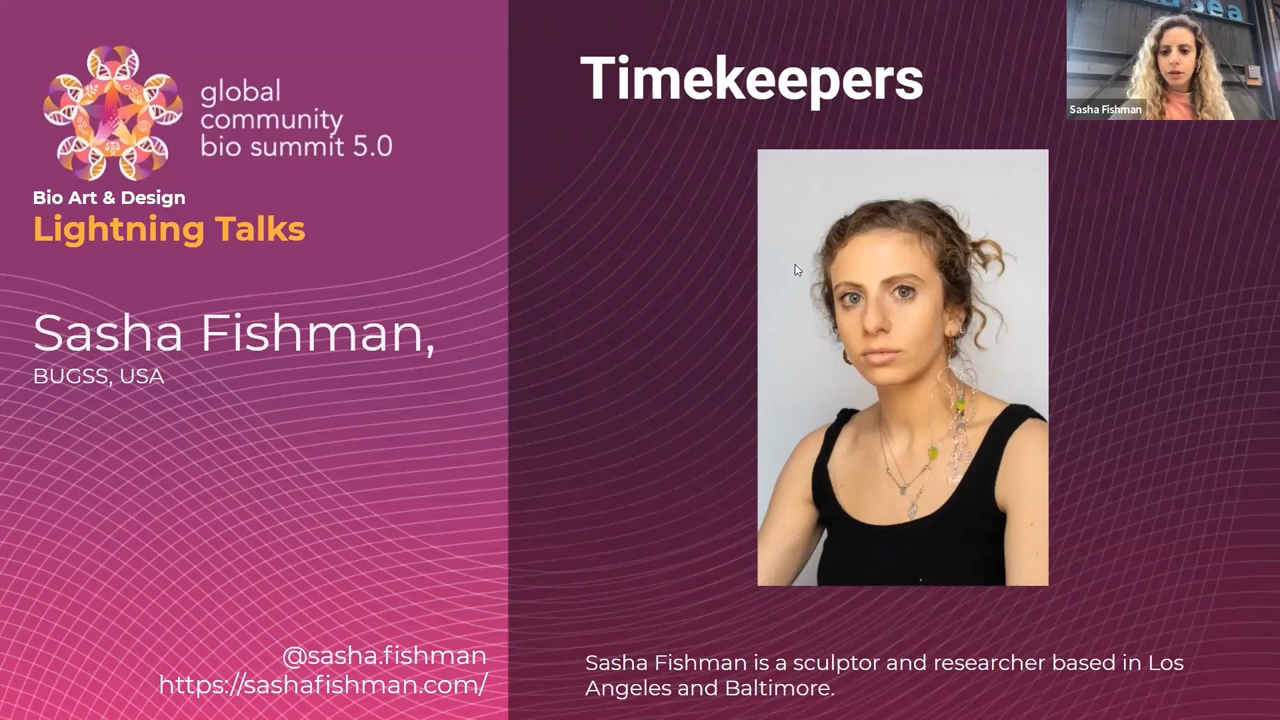 global
community
bio summit 5.0
Bio Art & Design
Lightning Talks
Sasha Fishman,
BUGSS, USA
@sasha.fishman
https://sashafishman.com/
Timekeepers
Sasha Fishman is a sculptor and researcher based in Los
Angeles and Baltimore.
Sea
Sasha Fishman